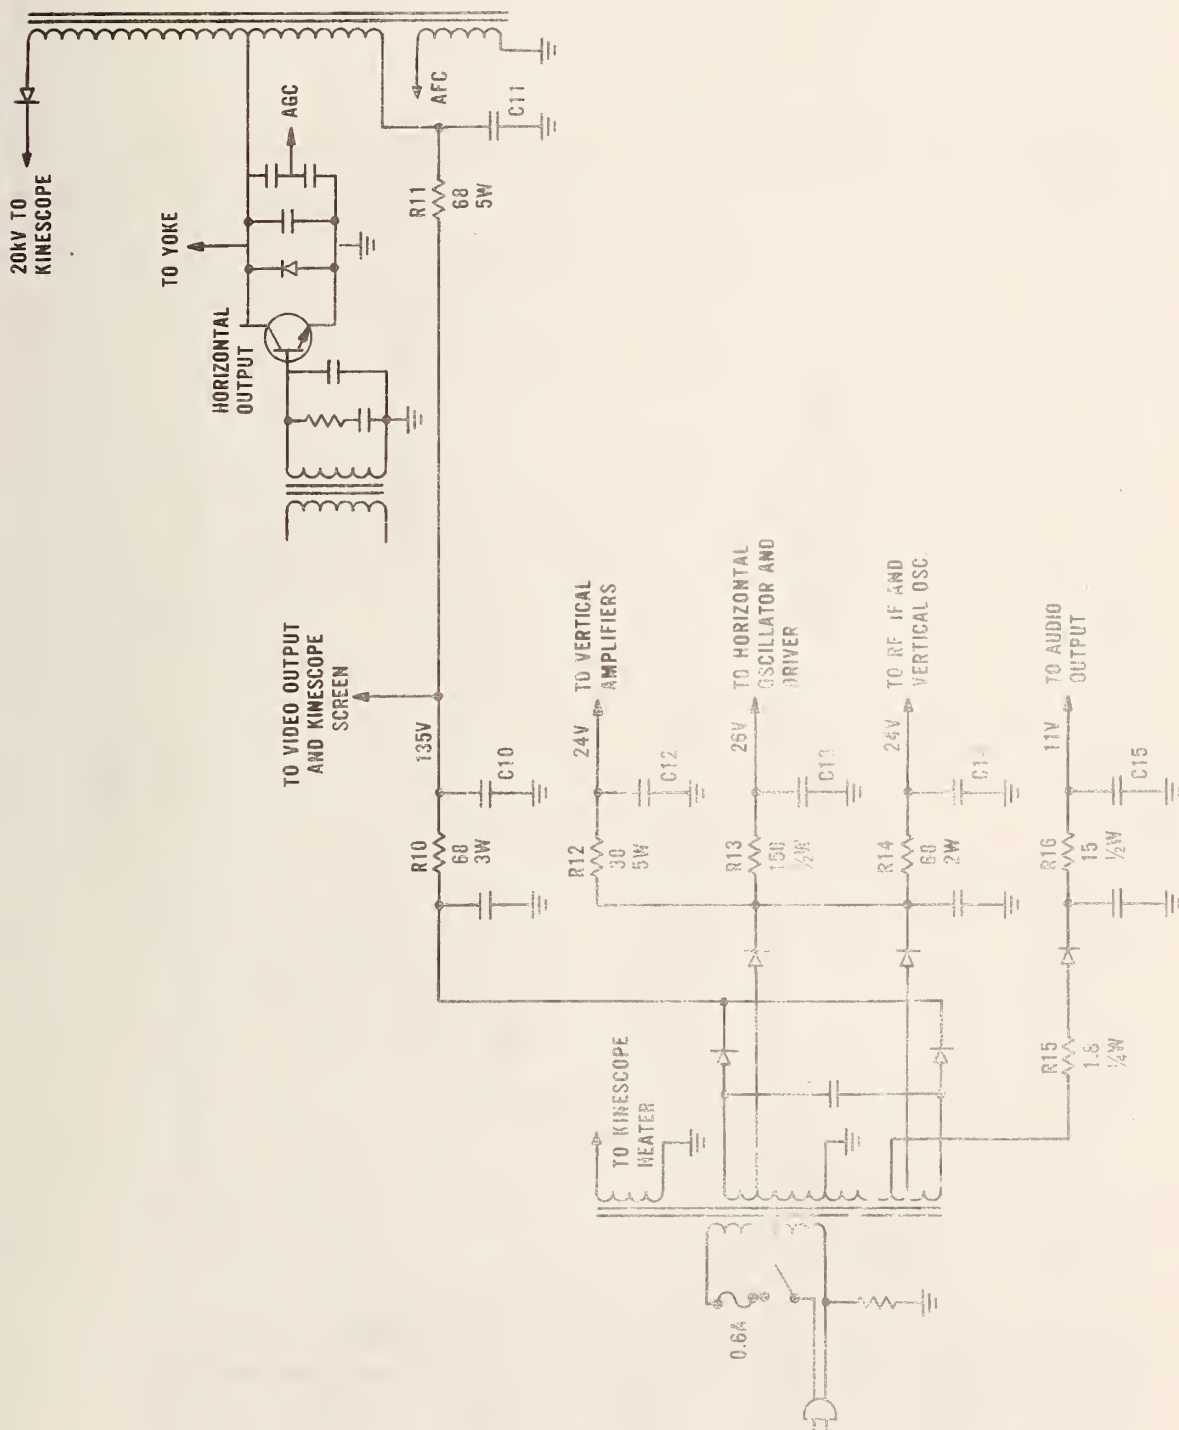 20kV TO
KINESCOPE
TO YOKE
AGC
AFC
C11
R11
68
5W
HORIZONTAL
OUTPUT
TO VIDEO OUTPUT
AND KINESCOPE
SCREEN
135V
R10
68
3W
C10
TO VERTICAL
AMPLIFIERS
24V
R12
30
5W
C12
TO HORIZONTAL
OSCILLATOR AND
DRIVER
26V
R13
150
½W
C13
TO RF IF AND
VERTICAL OSC.
24V
R14
68
2W
TO AUDIO
OUTPUT
11V
R16
15
½W
C15
R15
1.8
¼W
TO KINESCOPE
HEATER
0.6A